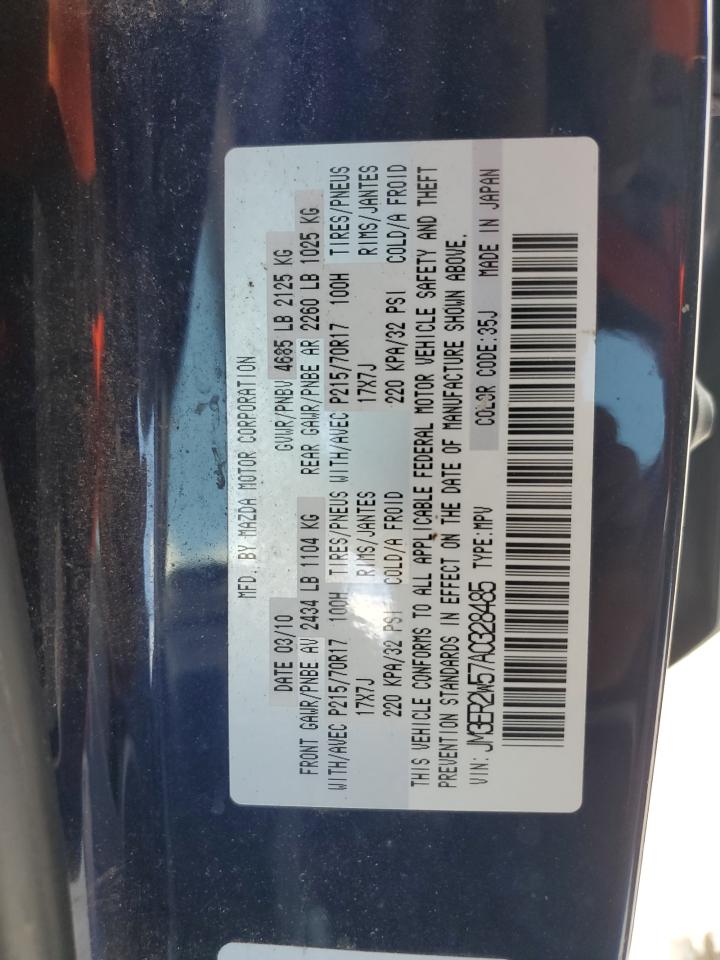 MFD. BY MAZDA MOTOR CORPORATION
DATE 03/10 GVWR/PNBV 4685 LB 2125 KG
FRONT GAWR/PNBE AV 2434 LB 1104 KG REAR GAWR/PNBE AR 2260 LB 1025 KG
WITH/AVEC P215/70R17 100H TIRES/PNEUS WITH/AVEC P215/70R17 100H TIRES/PNEUS
17X7J RIMS/JANTES 17X7J RIMS/JANTES
220 KPA/32 PSI COLD/A FROID 220 KPA/32 PSI COLD/A FROID
THIS VEHICLE CONFORMS TO ALL APPLICABLE FEDERAL MOTOR VEHICLE SAFETY AND THEFT
PREVENTION STANDARDS IN EFFECT ON THE DATE OF MANUFACTURE SHOWN ABOVE.
VIN: JM3ER2W57A0328485 TYPE:MPV COLOR CODE:35J MADE IN JAPAN